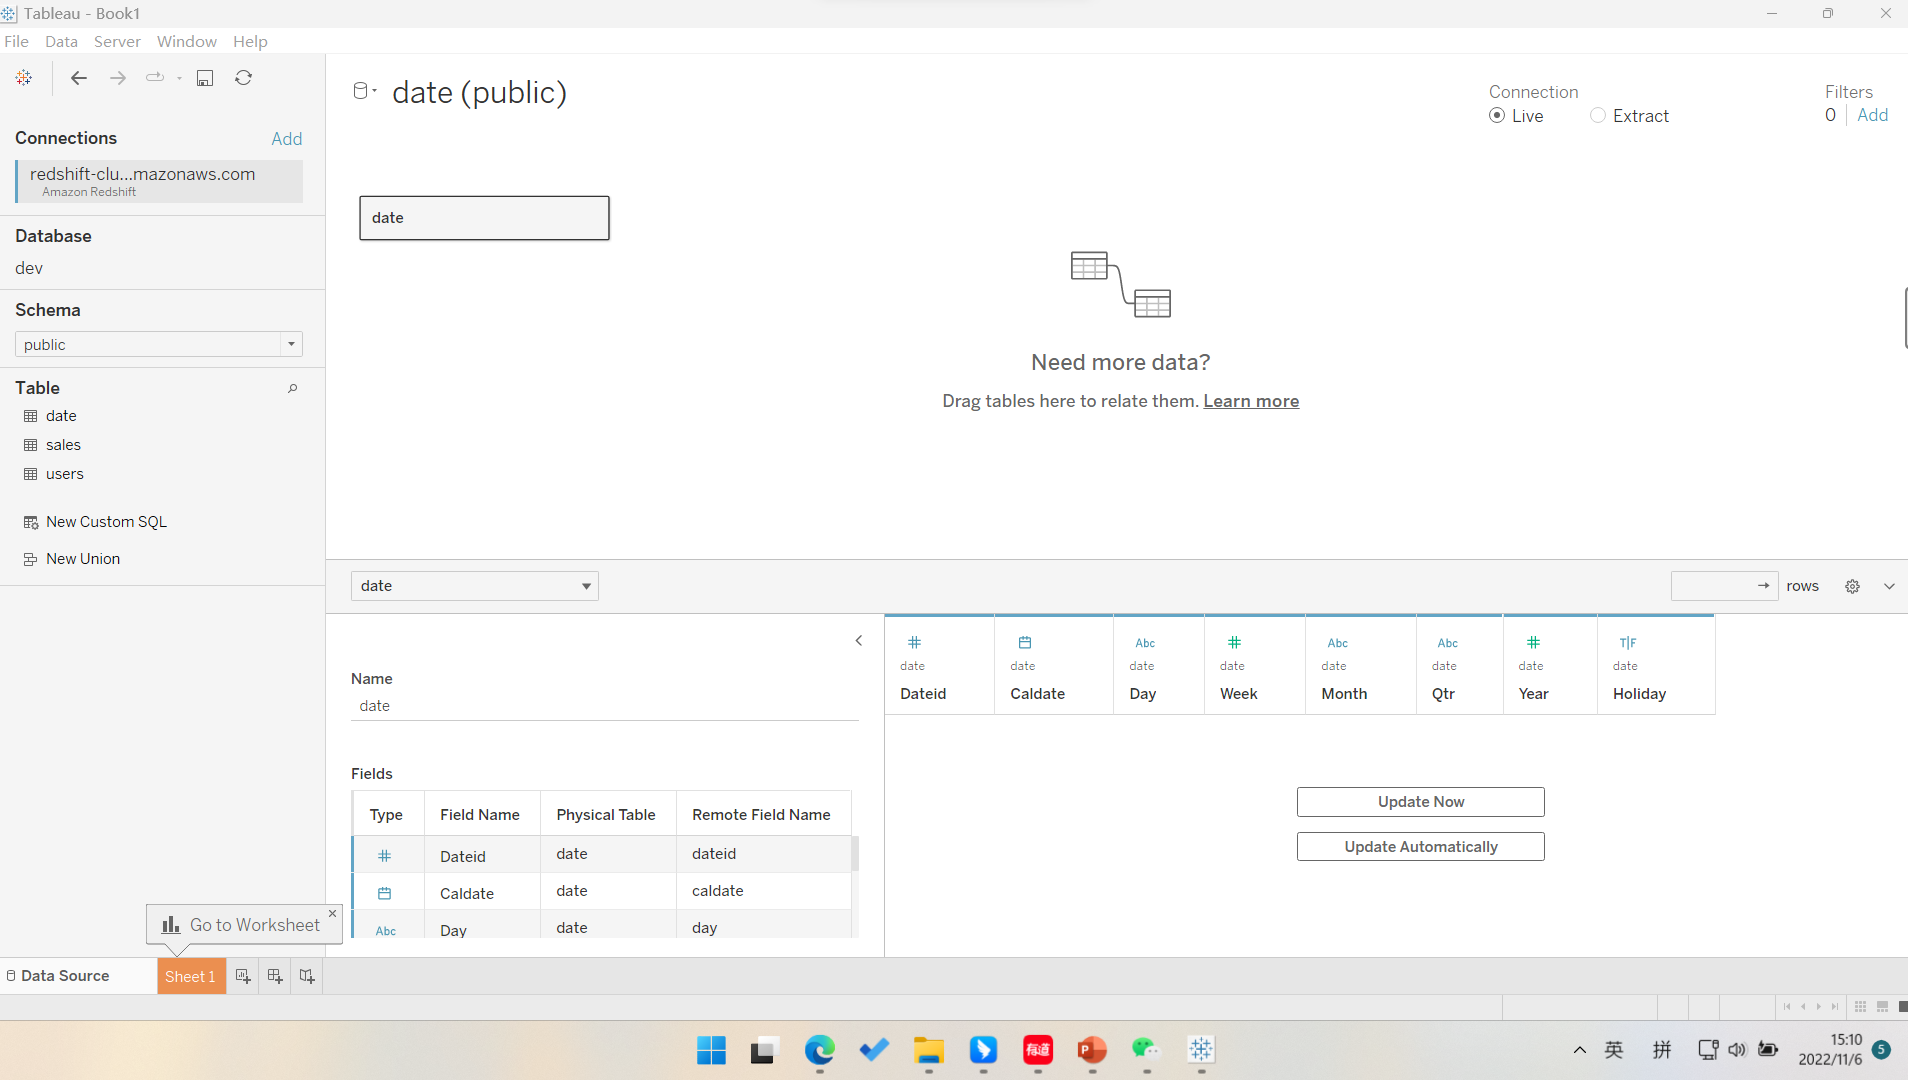 Tableau - Book1
File Data Server Window Help
Connections Add
redshift-clu...mazonaws.com
Amazon Redshift
Database
dev
Schema
public
Table
date
sales
users
New Custom SQL
New Union
date (public)
Connection
Live Extract
Filters
0 Add
date
Need more data?
Drag tables here to relate them. Learn more
date
rows
Name
date
Fields
Type Field Name Physical Table Remote Field Name
Dateid date dateid
Caldate date caldate
Abc Day date day
Abc Abc Abc T|F
date date date date date date date date
Dateid Caldate Day Week Month Qtr Year Holiday
Update Now
Update Automatically
Go to Worksheet
Data Source Sheet 1
有道
P
英 拼
15:10
2022/11/6
5